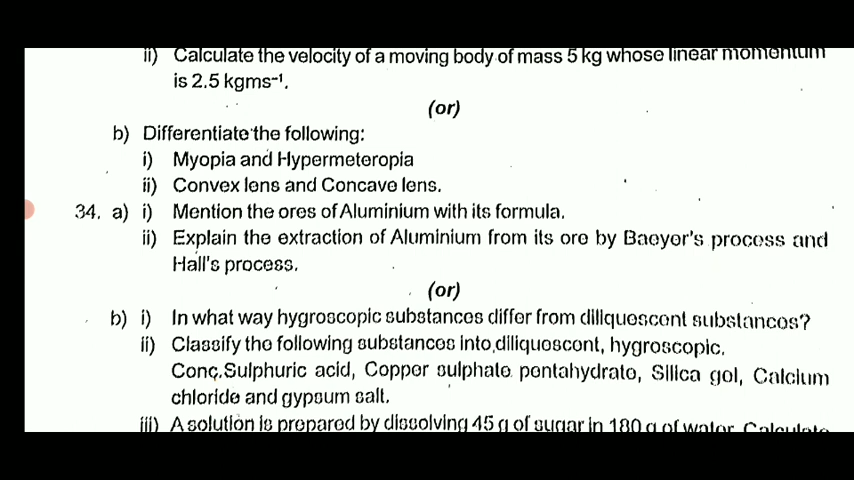 ii) Calculate the velocity of a moving body of mass 5 kg whose linear momentum
is 2.5 kgms⁻¹.
(or)
b) Differentiate the following:
i) Myopia and Hypermeteropia
ii) Convex lens and Concave lens.
34. a) i) Mention the ores of Aluminium with its formula.
ii) Explain the extraction of Aluminium from its ore by Baeyer's process and
Hall's process.
(or)
b) i) In what way hygroscopic substances differ from diliquescent substances?
ii) Classify the following substances into diliquescent, hygroscopic.
Conc.Sulphuric acid, Copper sulphate pentahydrate, Silica gel, Calcium
chloride and gypsum salt.
iii) A solution is prepared by dissolving 45 g of sugar in 180 g of water. Calculate